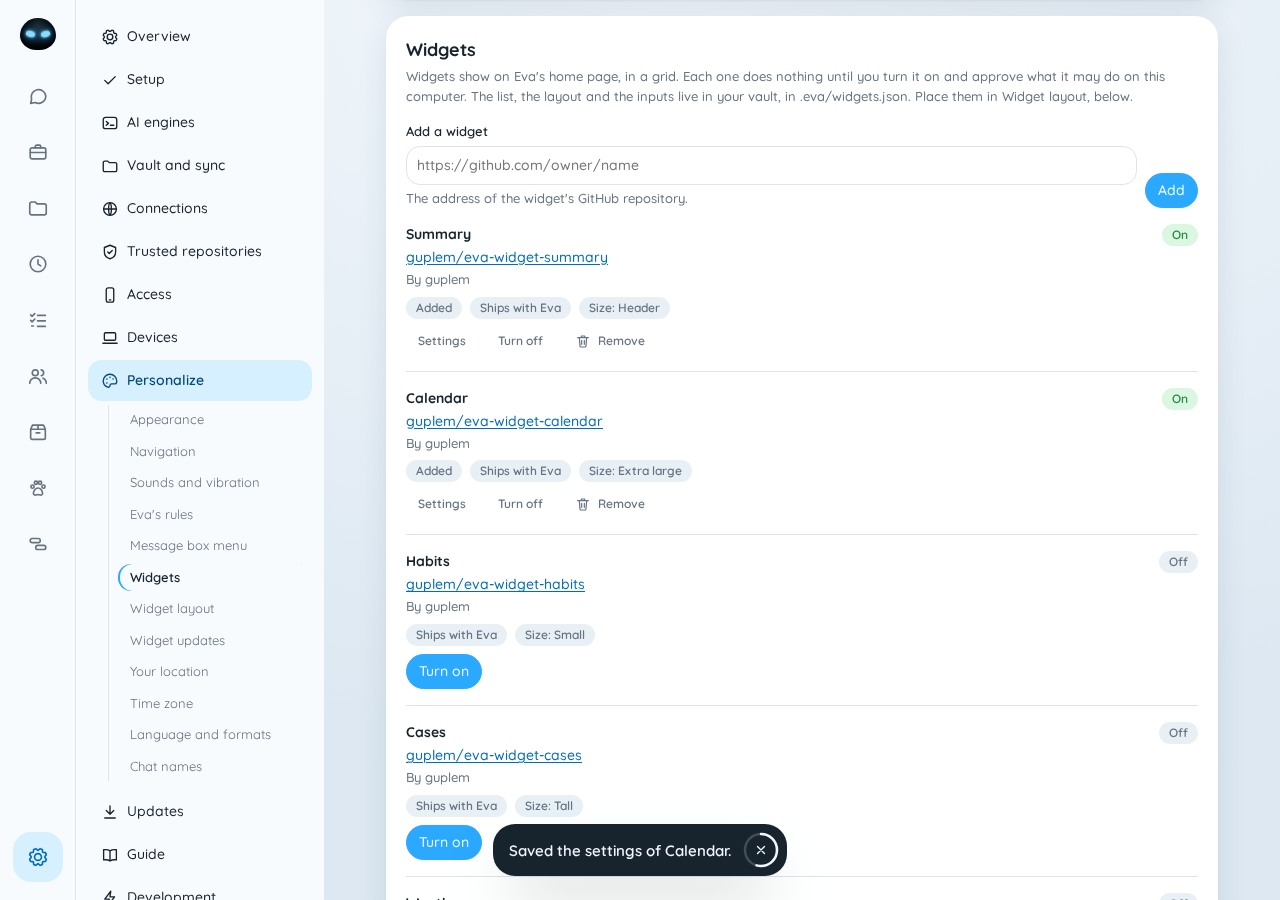 Overview
Setup
AI engines
Vault and sync
Connections
Trusted repositories
Access
Devices
Personalize
Appearance
Navigation
Sounds and vibration
Eva's rules
Message box menu
Widgets
Widget layout
Widget updates
Your location
Time zone
Language and formats
Chat names
Updates
Guide
Development
Widgets
Widgets show on Eva's home page, in a grid. Each one does nothing until you turn it on and approve what it may do on this
computer. The list, the layout and the inputs live in your vault, in .eva/widgets.json. Place them in Widget layout, below.
Add a widget
https://github.com/owner/name
Add
The address of the widget's GitHub repository.
Summary
On
guplem/eva-widget-summary
By guplem
Added Ships with Eva Size: Header
Settings Turn off Remove
Calendar
On
guplem/eva-widget-calendar
By guplem
Added Ships with Eva Size: Extra large
Settings Turn off Remove
Habits
Off
guplem/eva-widget-habits
By guplem
Ships with Eva Size: Small
Turn on
Cases
Off
guplem/eva-widget-cases
By guplem
Ships with Eva Size: Tall
Turn on
Saved the settings of Calendar.